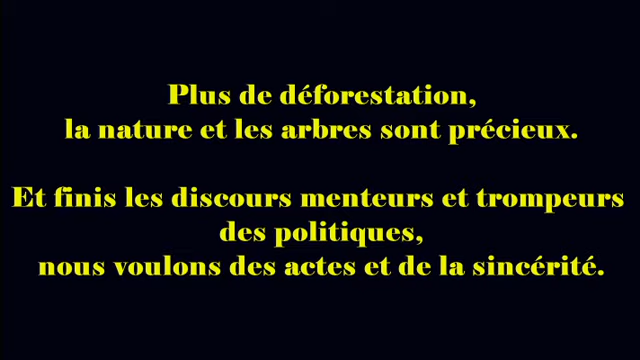 Plus de déforestation,
la nature et les arbres sont précieux.
Et finis les discours menteurs et trompeurs
des politiques,
nous voulons des actes et de la sincérité.